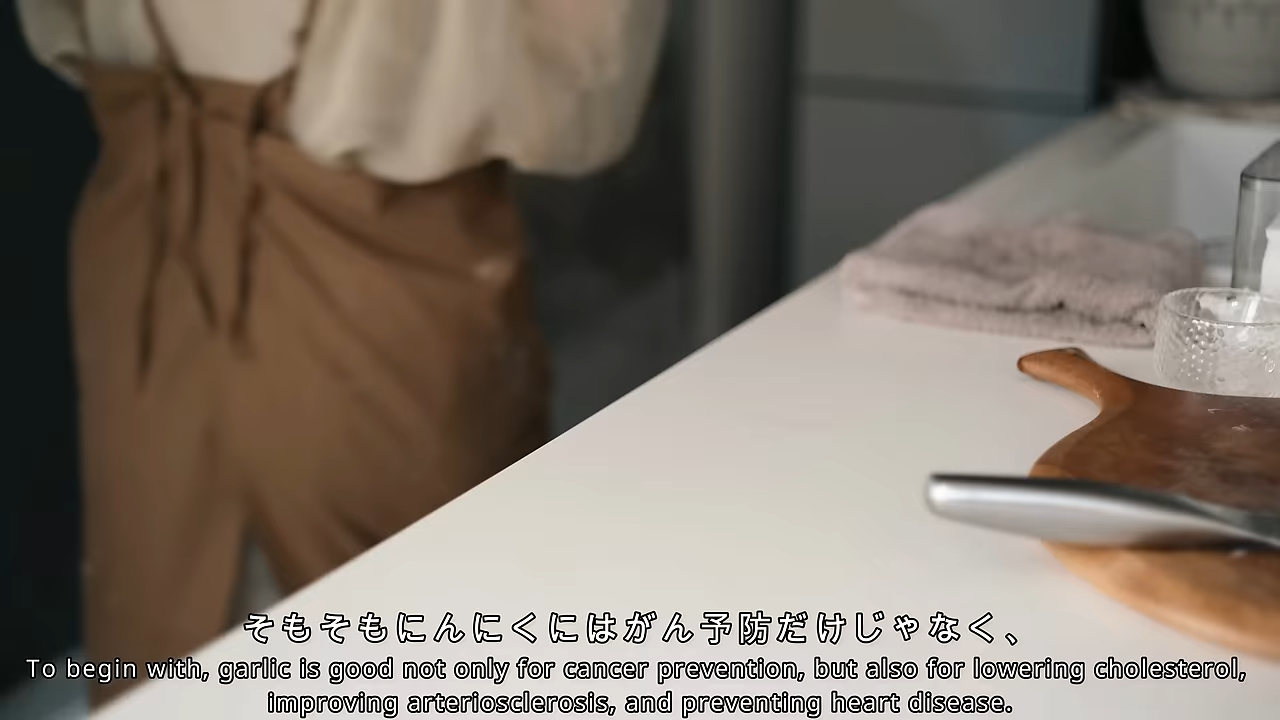 そもそもにんにくにはがん予防だけじゃなく、
To begin with, garlic is good not only for cancer prevention, but also for lowering cholesterol,
improving arteriosclerosis, and preventing heart disease.